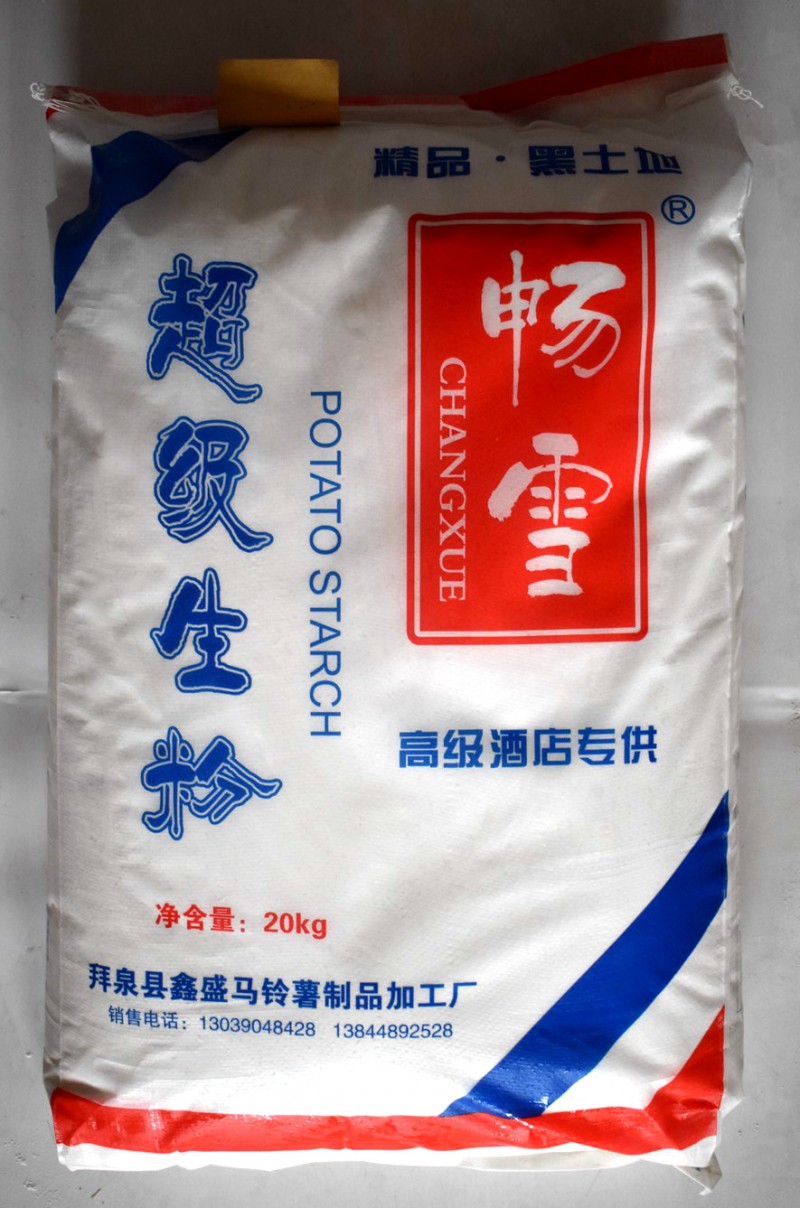 精品·黑土地
®
畅雪
CHANGXUE
超级生粉
POTATO STARCH
高级酒店专供
净含量：20kg
拜泉县鑫盛马铃薯制品加工厂
销售电话：13039048428 13844892528